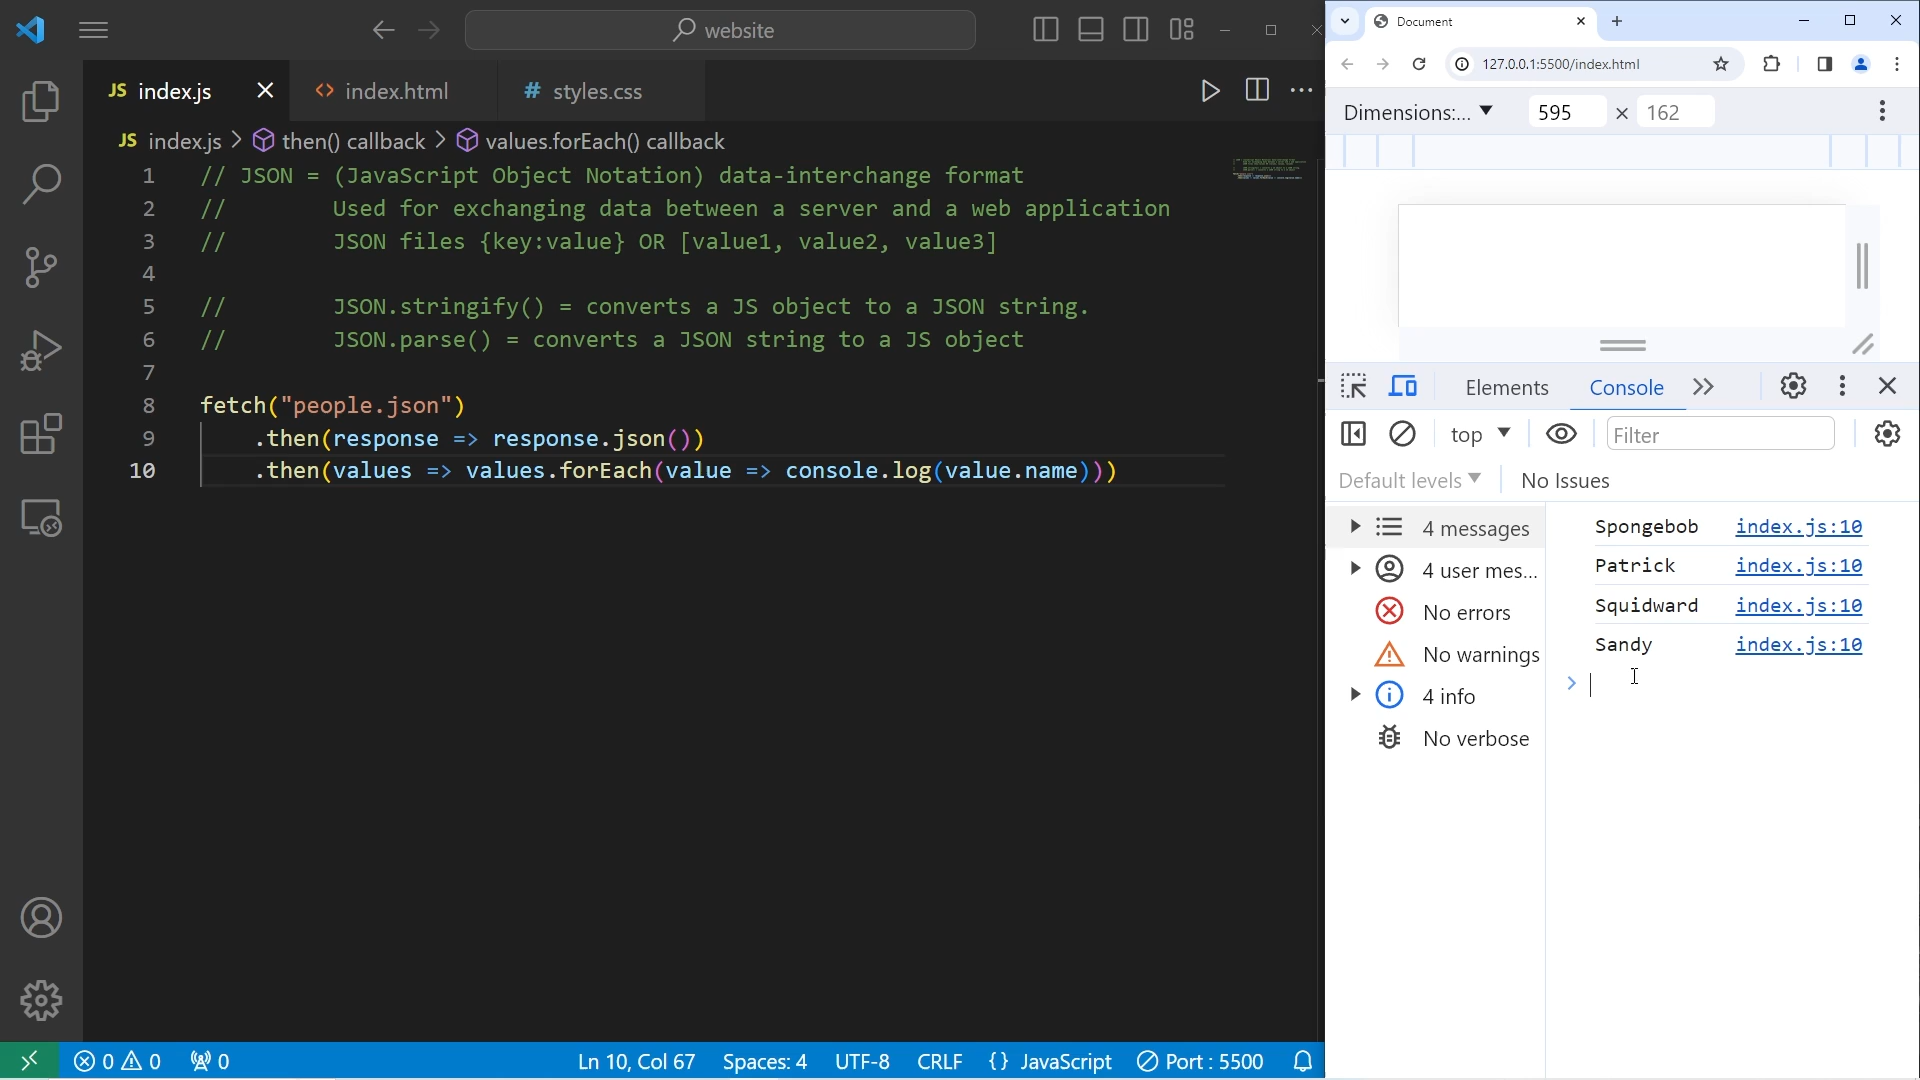 website
JS index.js
<> index.html
# styles.css
JS index.js > then() callback > values.forEach() callback
1 // JSON = (JavaScript Object Notation) data-interchange format
2 //        Used for exchanging data between a server and a web application
3 //        JSON files {key:value} OR [value1, value2, value3]
4
5 //        JSON.stringify() = converts a JS object to a JSON string.
6 //        JSON.parse() = converts a JSON string to a JS object
7
8 fetch("people.json")
9     .then(response => response.json())
10     .then(values => values.forEach(value => console.log(value.name)))
0 0 0
Ln 10, Col 67
Spaces: 4
UTF-8
CRLF
{} JavaScript
Port : 5500
Document
127.0.0.1:5500/index.html
Dimensions:... 595 × 162
Elements
Console
top
Filter
Default levels
No Issues
4 messages
4 user mes...
No errors
No warnings
4 info
No verbose
Spongebob index.js:10
Patrick index.js:10
Squidward index.js:10
Sandy index.js:10
>